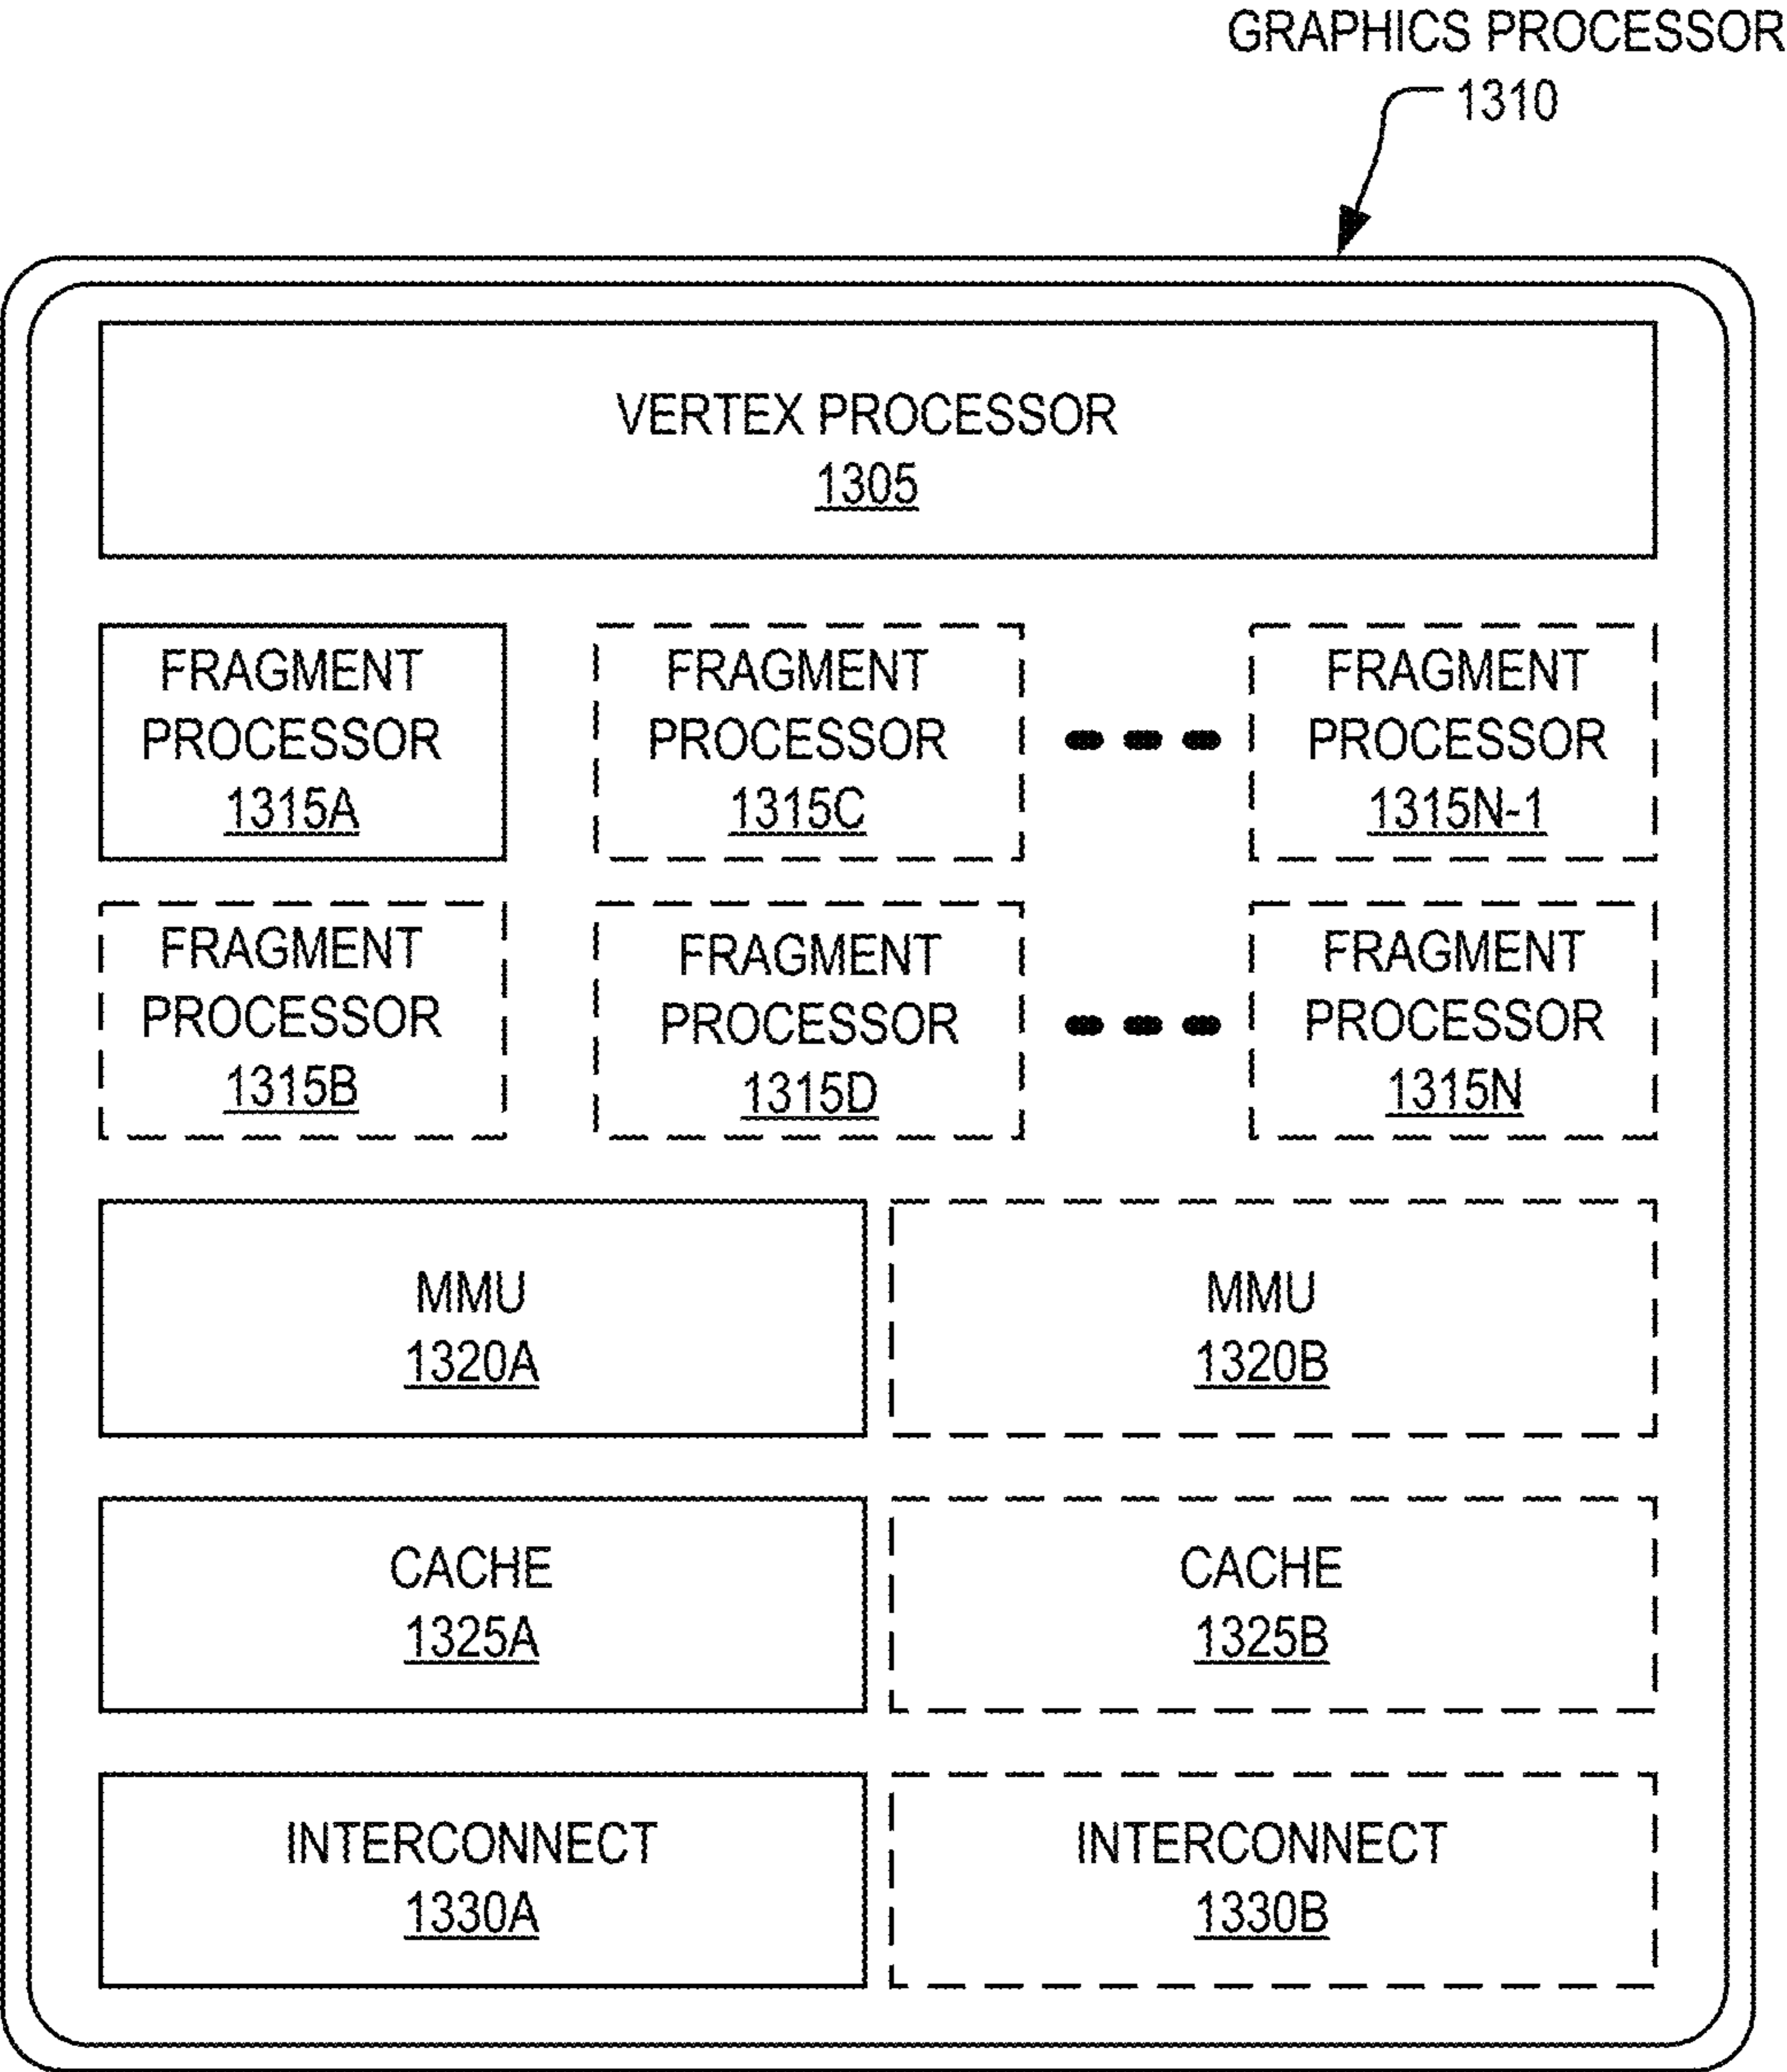 GRAPHICS PROCESSOR
1310
VERTEX PROCESSOR
1305
FRAGMENT
PROCESSOR
1315A
FRAGMENT
PROCESSOR
1315C
FRAGMENT
PROCESSOR
1315N-1
FRAGMENT
PROCESSOR
1315B
FRAGMENT
PROCESSOR
1315D
FRAGMENT
PROCESSOR
1315N
MMU
1320A
MMU
1320B
CACHE
1325A
CACHE
1325B
INTERCONNECT
1330A
INTERCONNECT
1330B